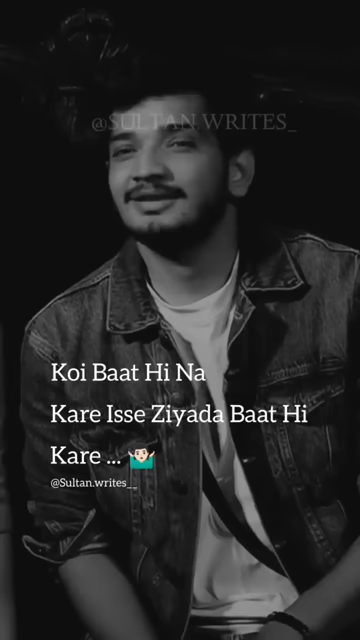 @SULTAN.WRITES_
Koi Baat Hi Na
Kare Isse Ziyada Baat Hi
Kare ... 🤷🏻‍♂️
@Sultan.writes__